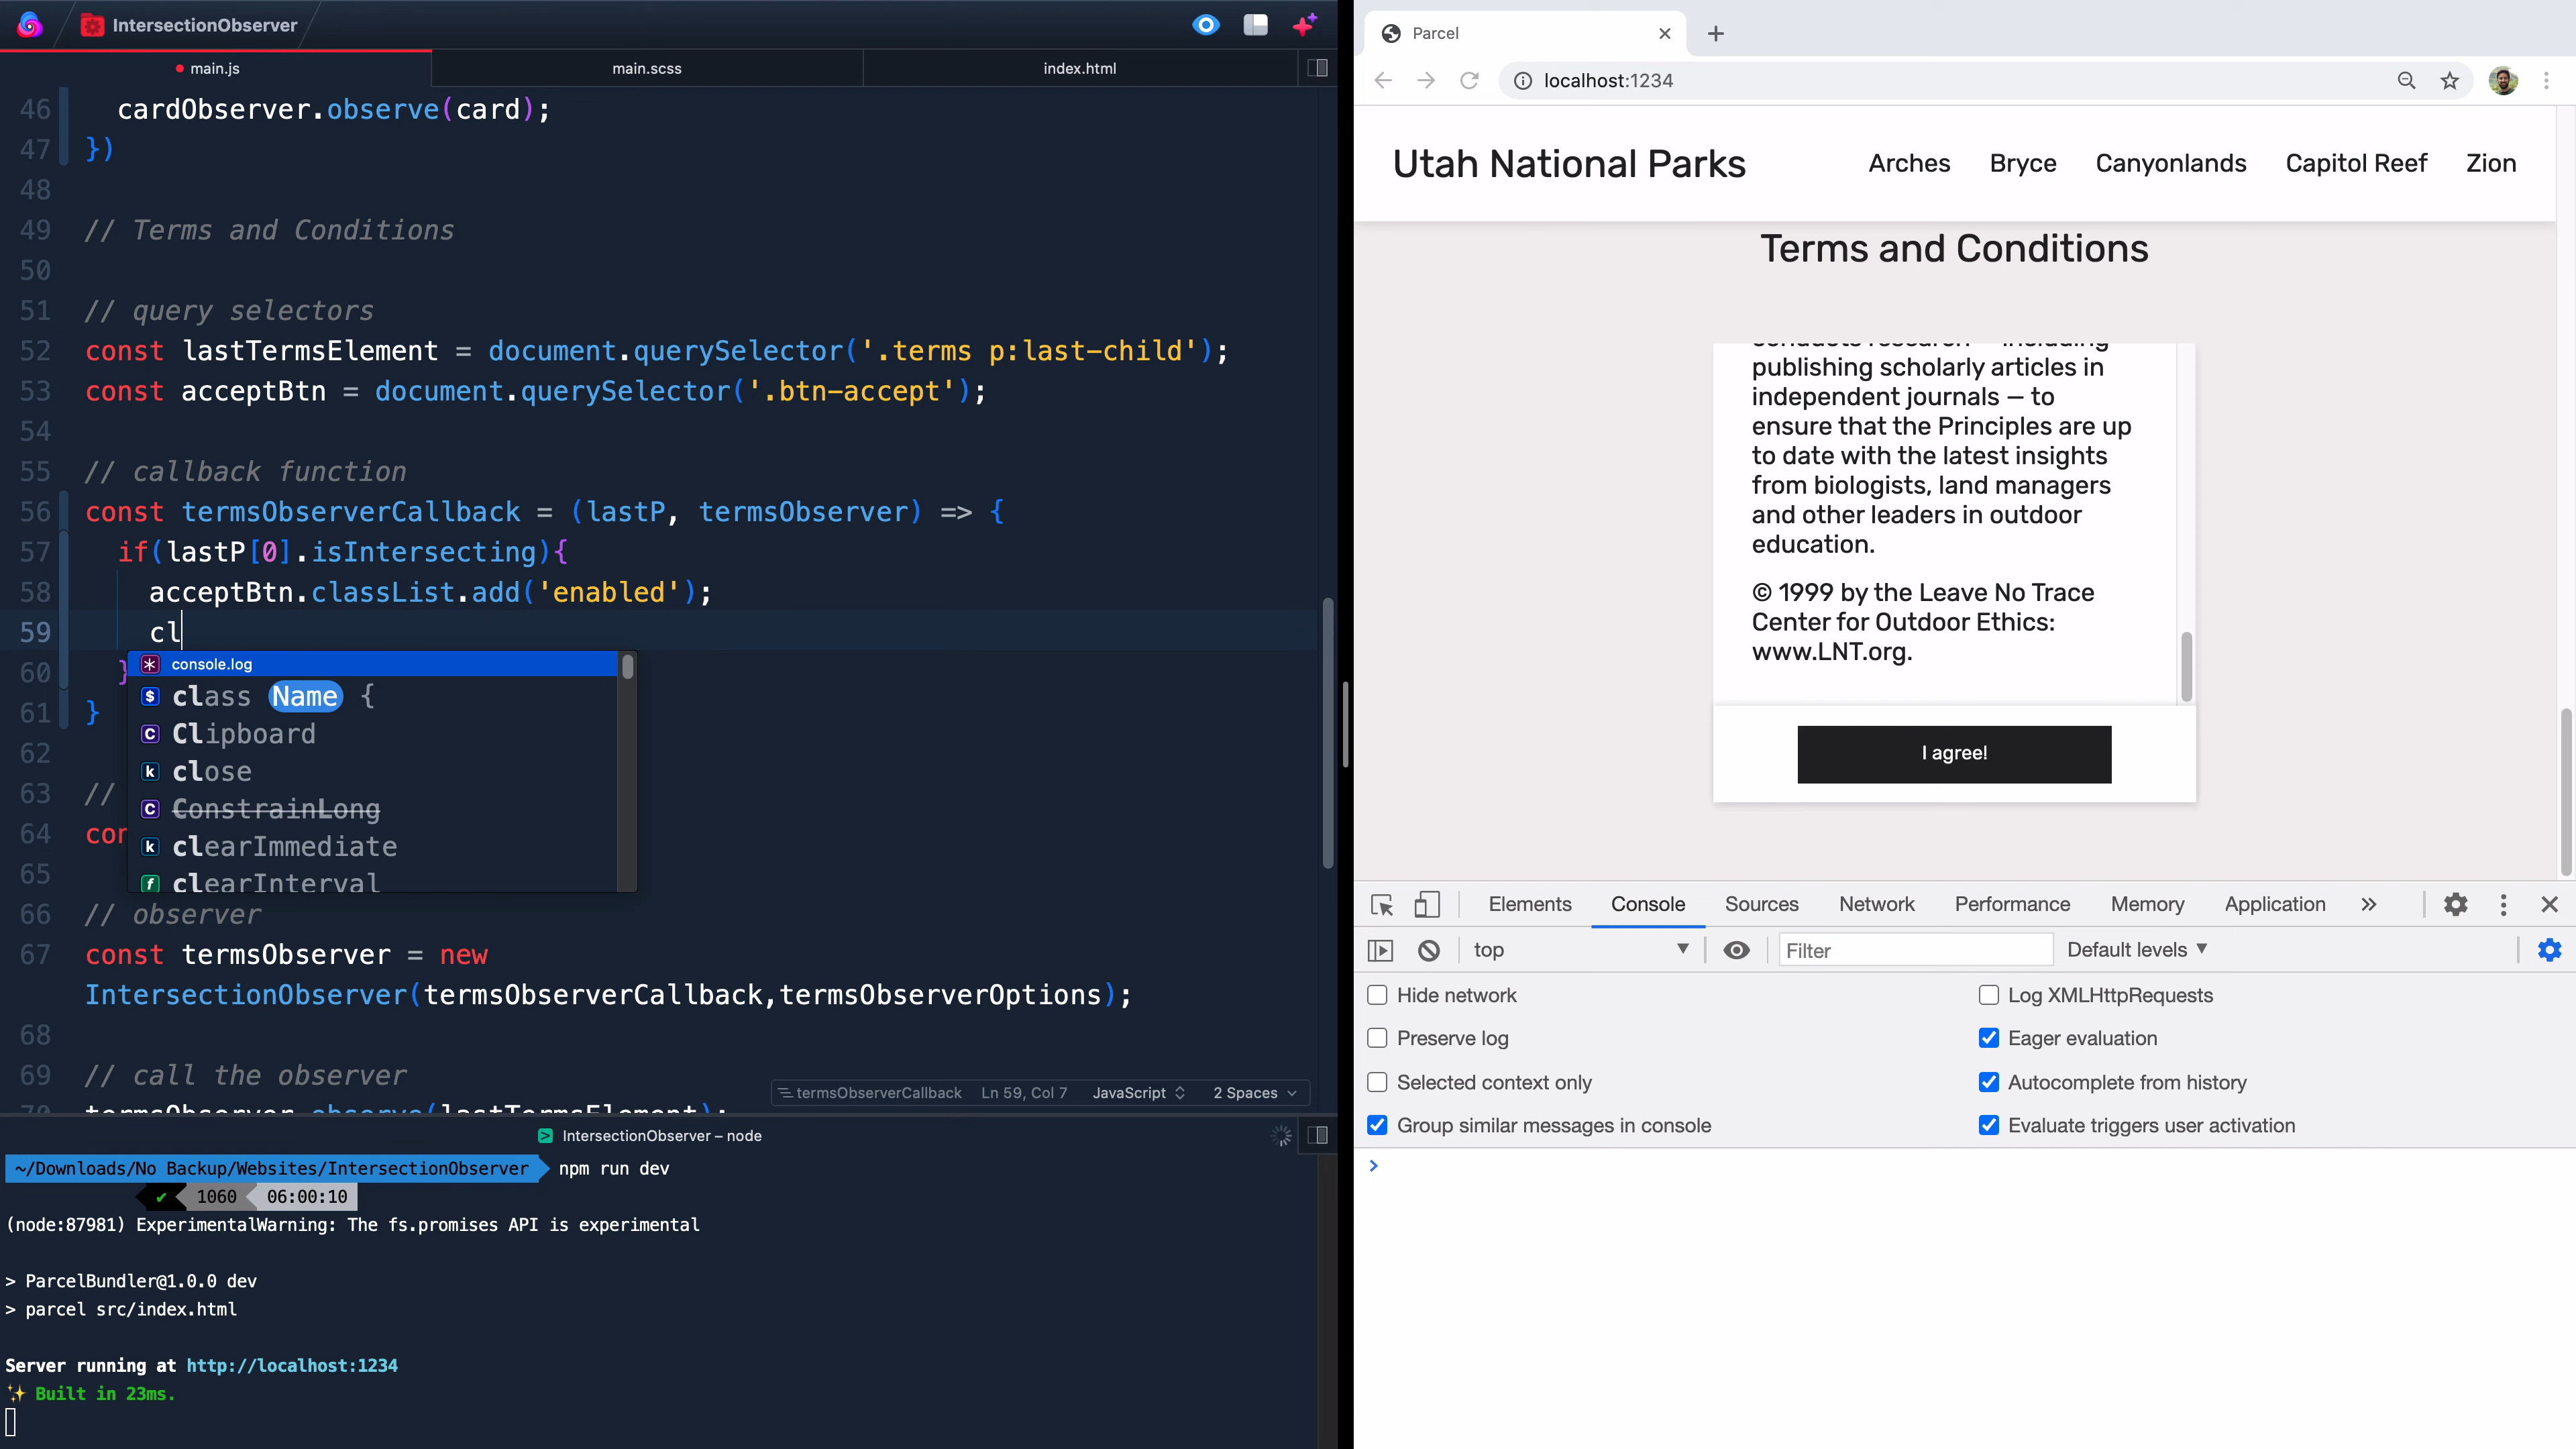 IntersectionObserver
main.js
main.scss
index.html
46 cardObserver.observe(card);
47 })
48
49 // Terms and Conditions
50
51 // query selectors
52 const lastTermsElement = document.querySelector('.terms p:last-child');
53 const acceptBtn = document.querySelector('.btn-accept');
54
55 // callback function
56 const termsObserverCallback = (lastP, termsObserver) => {
57 if(lastP[0].isIntersecting){
58 acceptBtn.classList.add('enabled');
59 cl
60 }
61 }
62
63 //
64 con
65
66 // observer
67 const termsObserver = new
IntersectionObserver(termsObserverCallback,termsObserverOptions);
68
69 // call the observer
70 termsObserver.observe(lastTermsElement);
console.log
class Name {
Clipboard
close
ConstrainLong
clearImmediate
clearInterval
termsObserverCallback Ln 59, Col 7 JavaScript 2 Spaces
IntersectionObserver – node
~/Downloads/No Backup/Websites/IntersectionObserver npm run dev
✔ 1060 06:00:10
(node:87981) ExperimentalWarning: The fs.promises API is experimental
> ParcelBundler@1.0.0 dev
> parcel src/index.html
Server running at http://localhost:1234
✨ Built in 23ms.
Parcel
localhost:1234
Utah National Parks
Arches Bryce Canyonlands Capitol Reef Zion
Terms and Conditions
conducts research — including
publishing scholarly articles in
independent journals — to
ensure that the Principles are up
to date with the latest insights
from biologists, land managers
and other leaders in outdoor
education.
© 1999 by the Leave No Trace
Center for Outdoor Ethics:
www.LNT.org.
I agree!
Elements Console Sources Network Performance Memory Application »
top Filter Default levels
Hide network
Log XMLHttpRequests
Preserve log
Eager evaluation
Selected context only
Autocomplete from history
Group similar messages in console
Evaluate triggers user activation